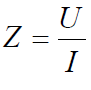 Z = U/I